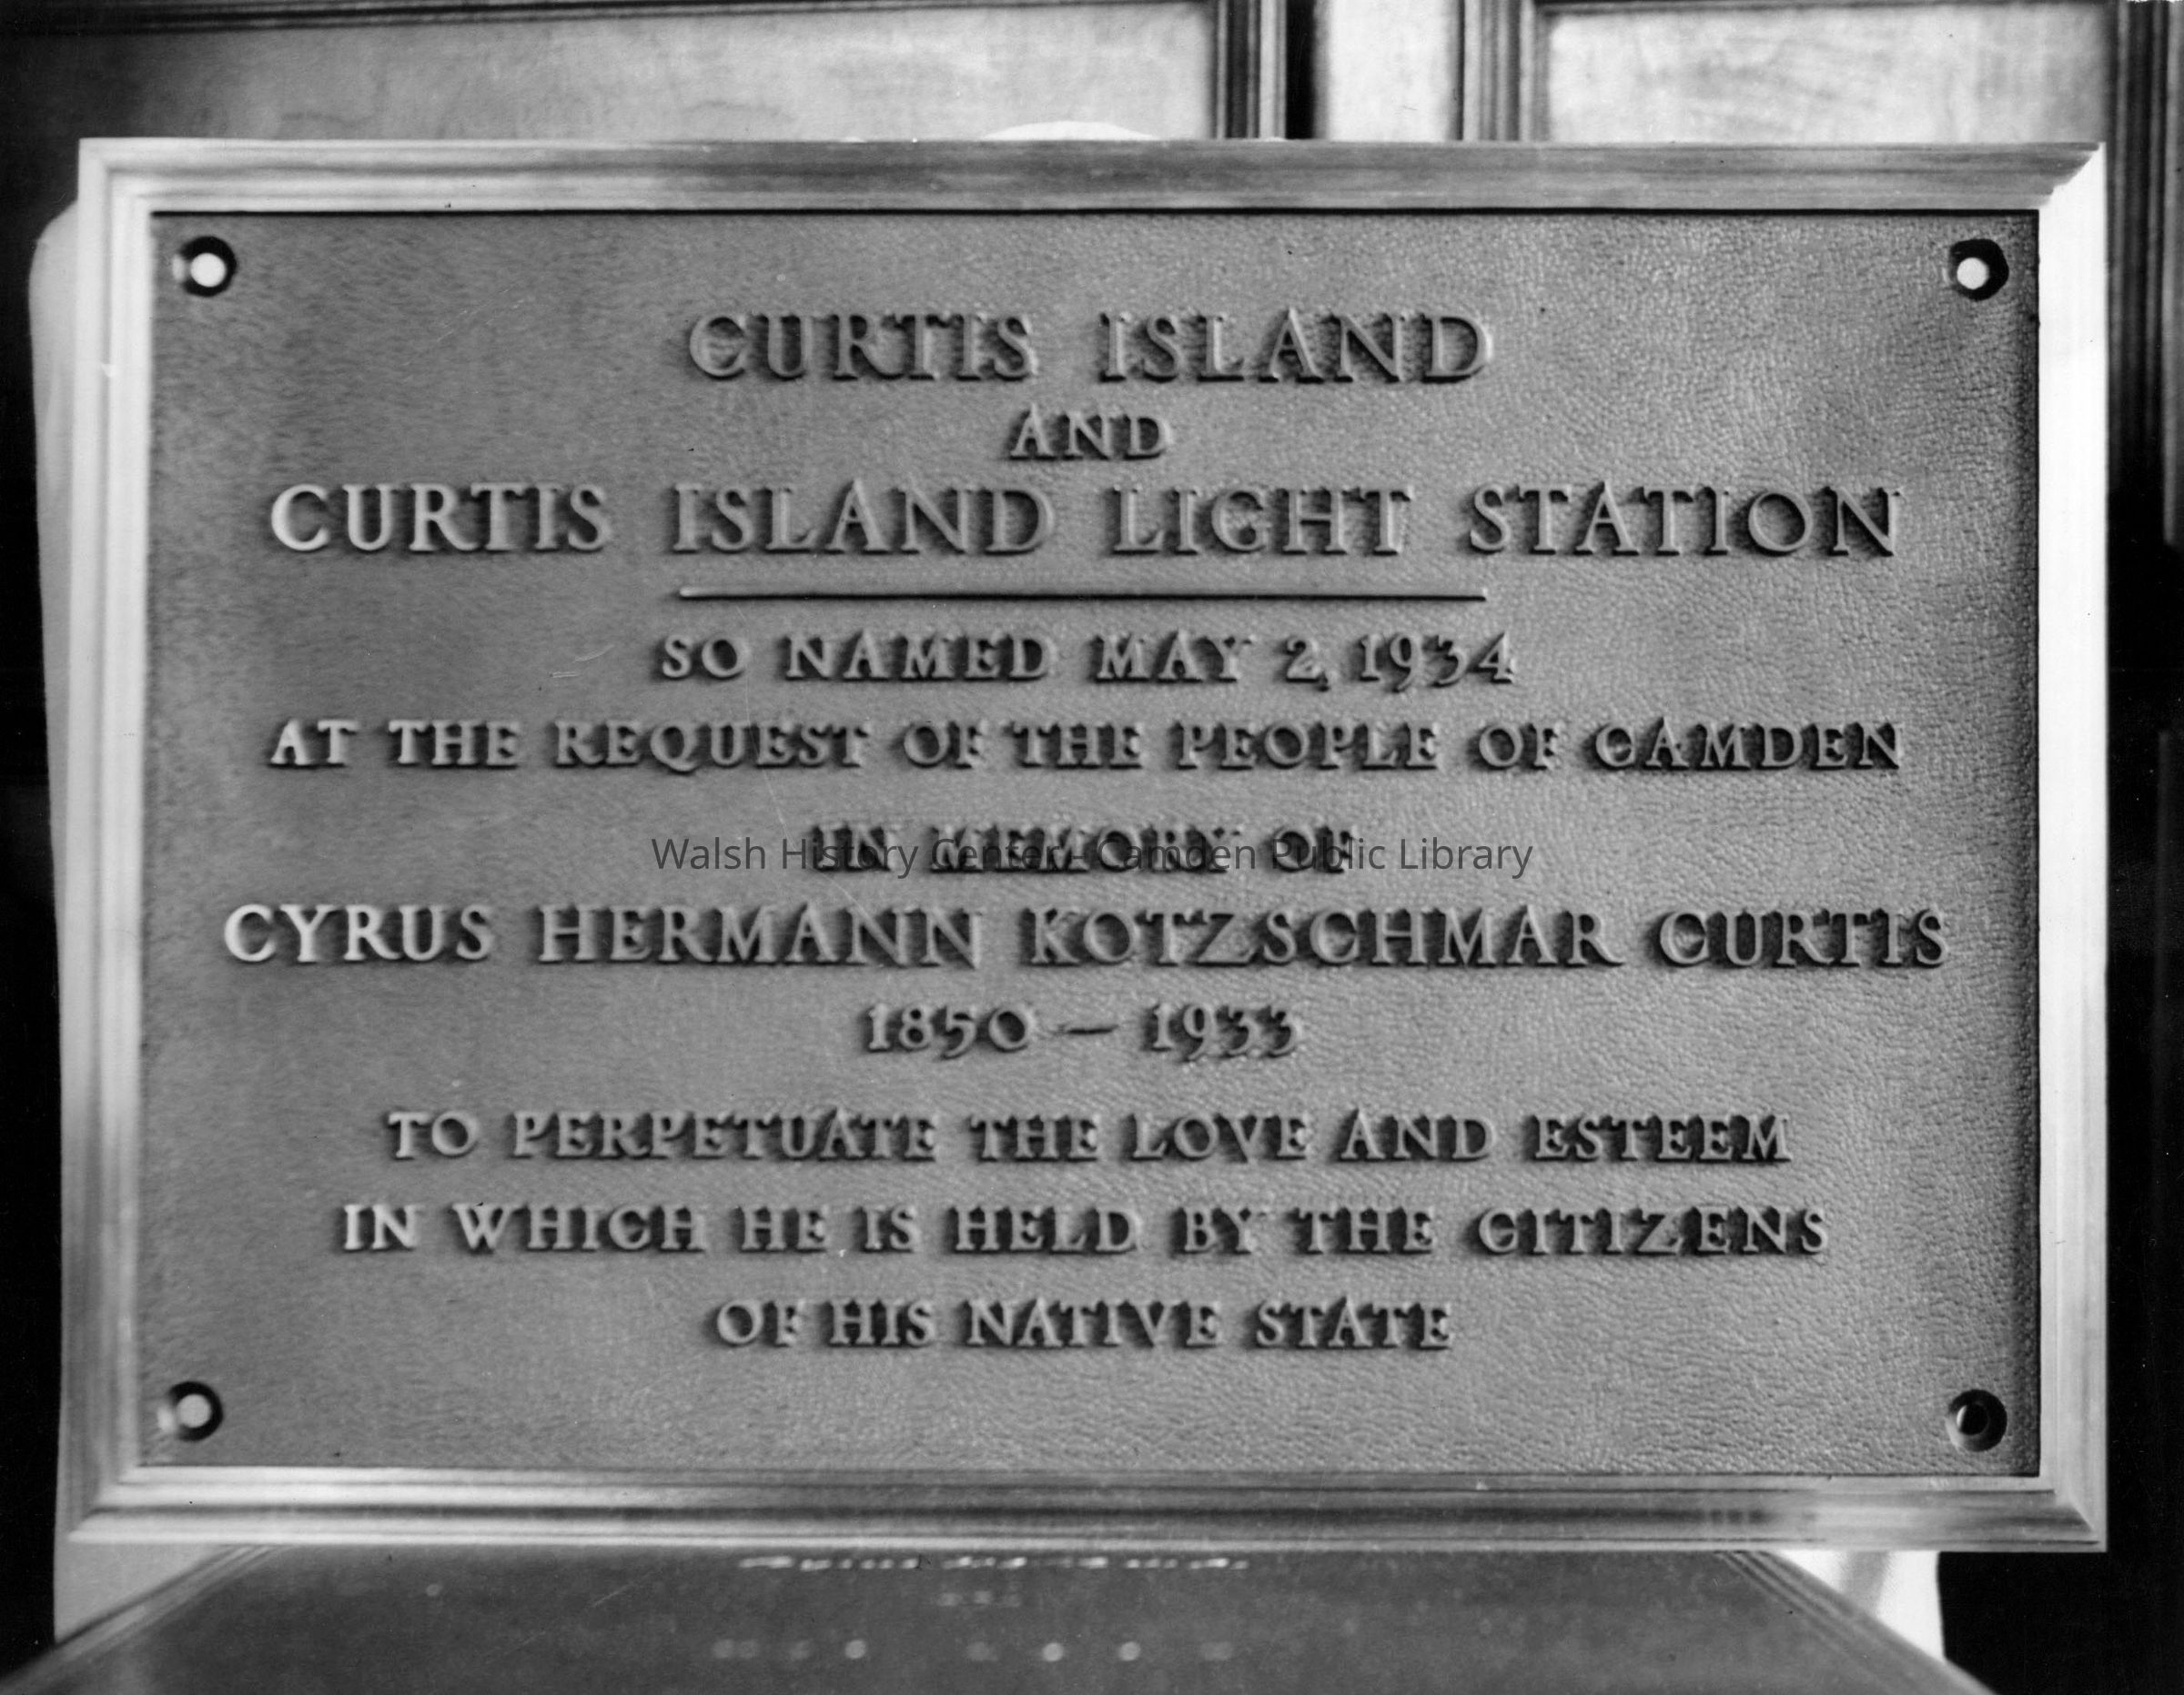 CURTIS ISLAND
AND
CURTIS ISLAND LIGHT STATION
SO NAMED MAY 2, 1934
AT THE REQUEST OF THE PEOPLE OF CAMDEN
IN MEMORY OF
Walsh History Center - Camden Public Library
CYRUS HERMANN KOTZSCHMAR CURTIS
1850 — 1933
TO PERPETUATE THE LOVE AND ESTEEM
IN WHICH HE IS HELD BY THE CITIZENS
OF HIS NATIVE STATE